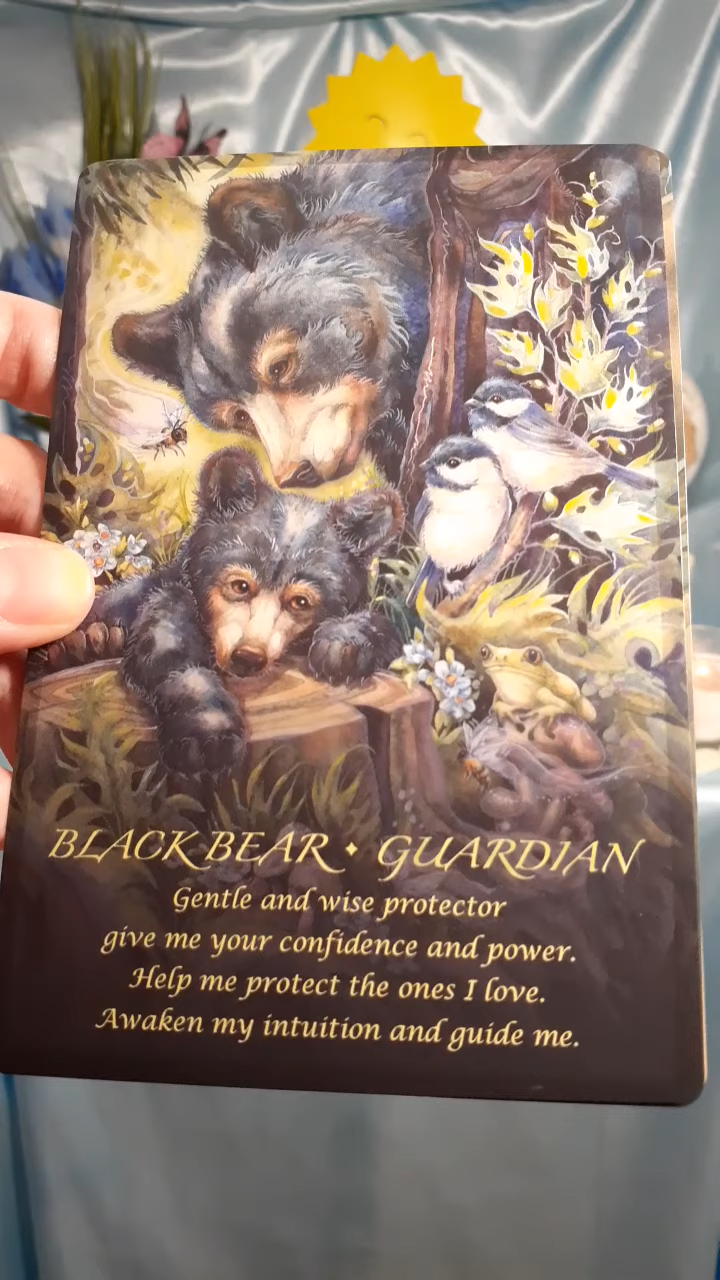 BLACK BEAR • GUARDIAN
Gentle and wise protector
give me your confidence and power.
Help me protect the ones I love.
Awaken my intuition and guide me.